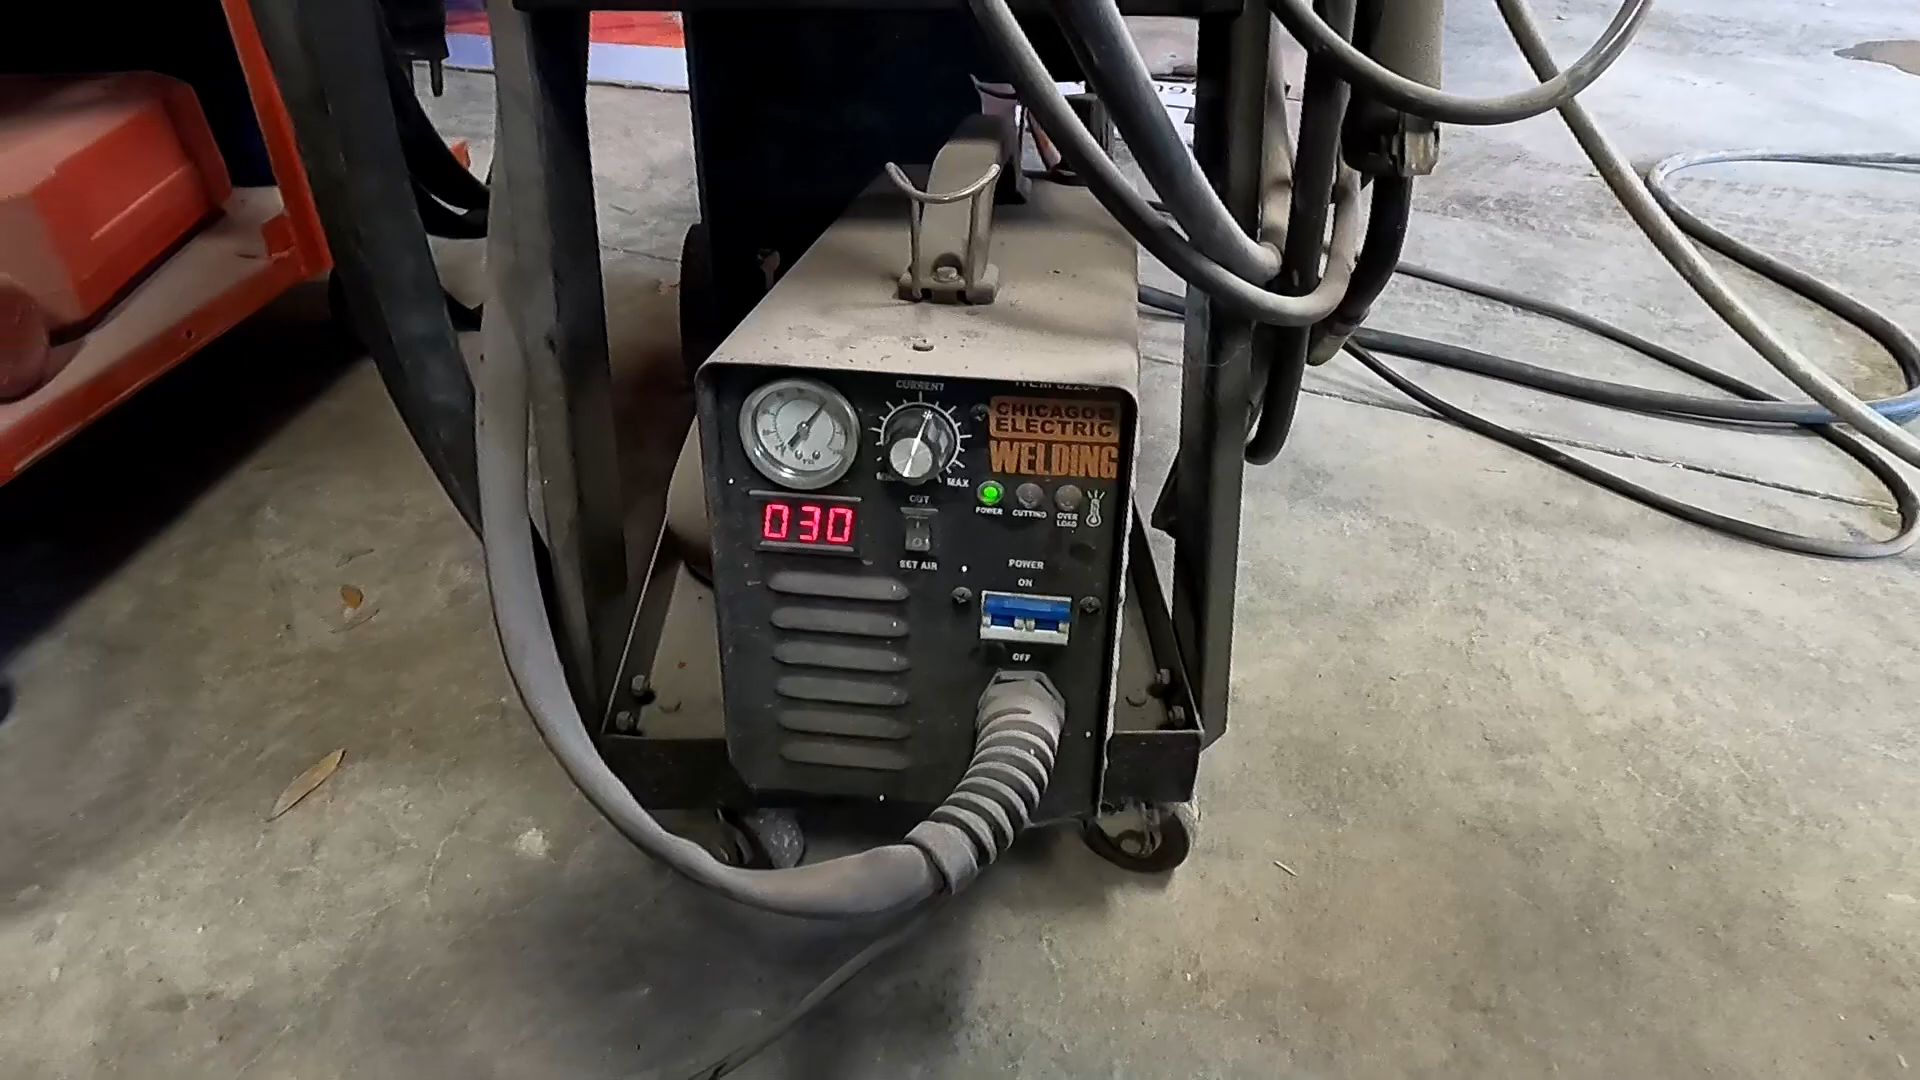 CURRENT
CHICAGO
ELECTRIC
WELDING
MAX
CUT
POWER
CUTTING
OVER
LOAD
030
SET AIR
POWER
ON
OFF